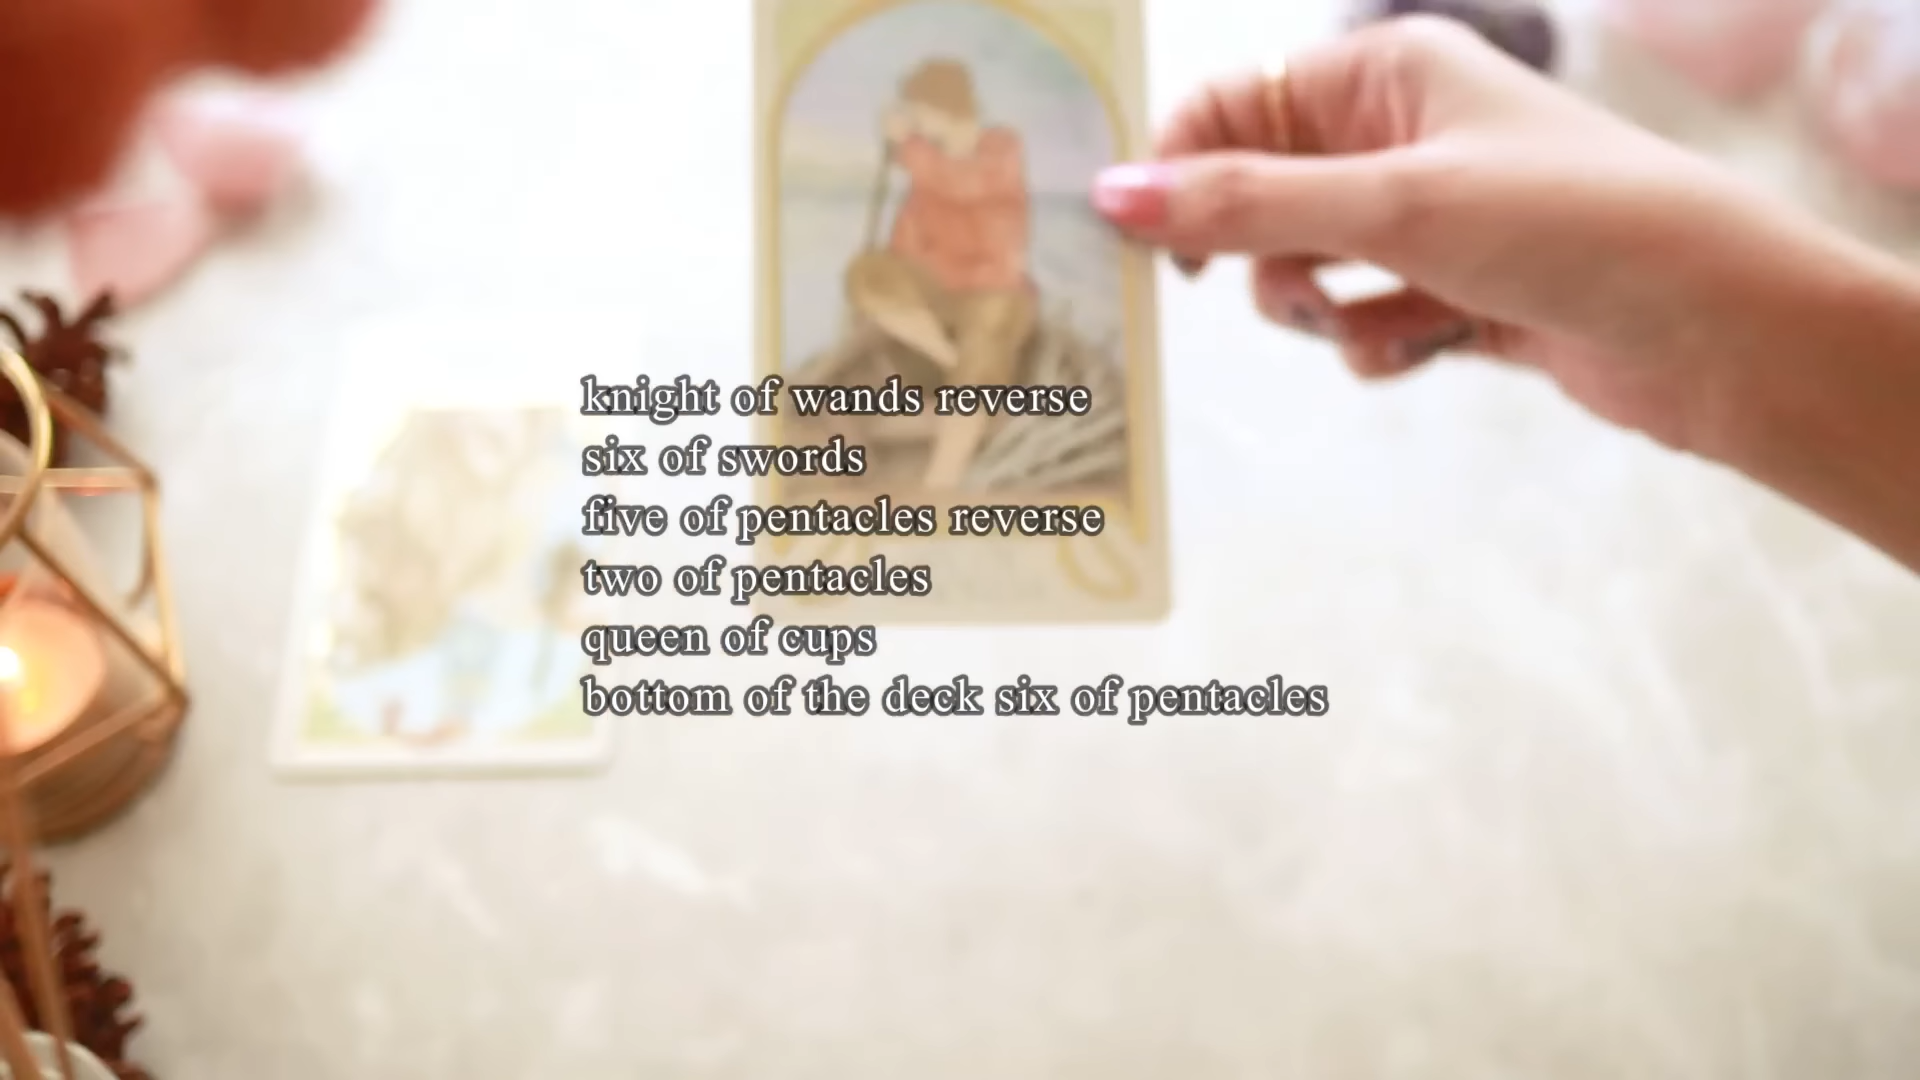 knight of wands reverse
six of swords
five of pentacles reverse
two of pentacles
queen of cups
bottom of the deck six of pentacles